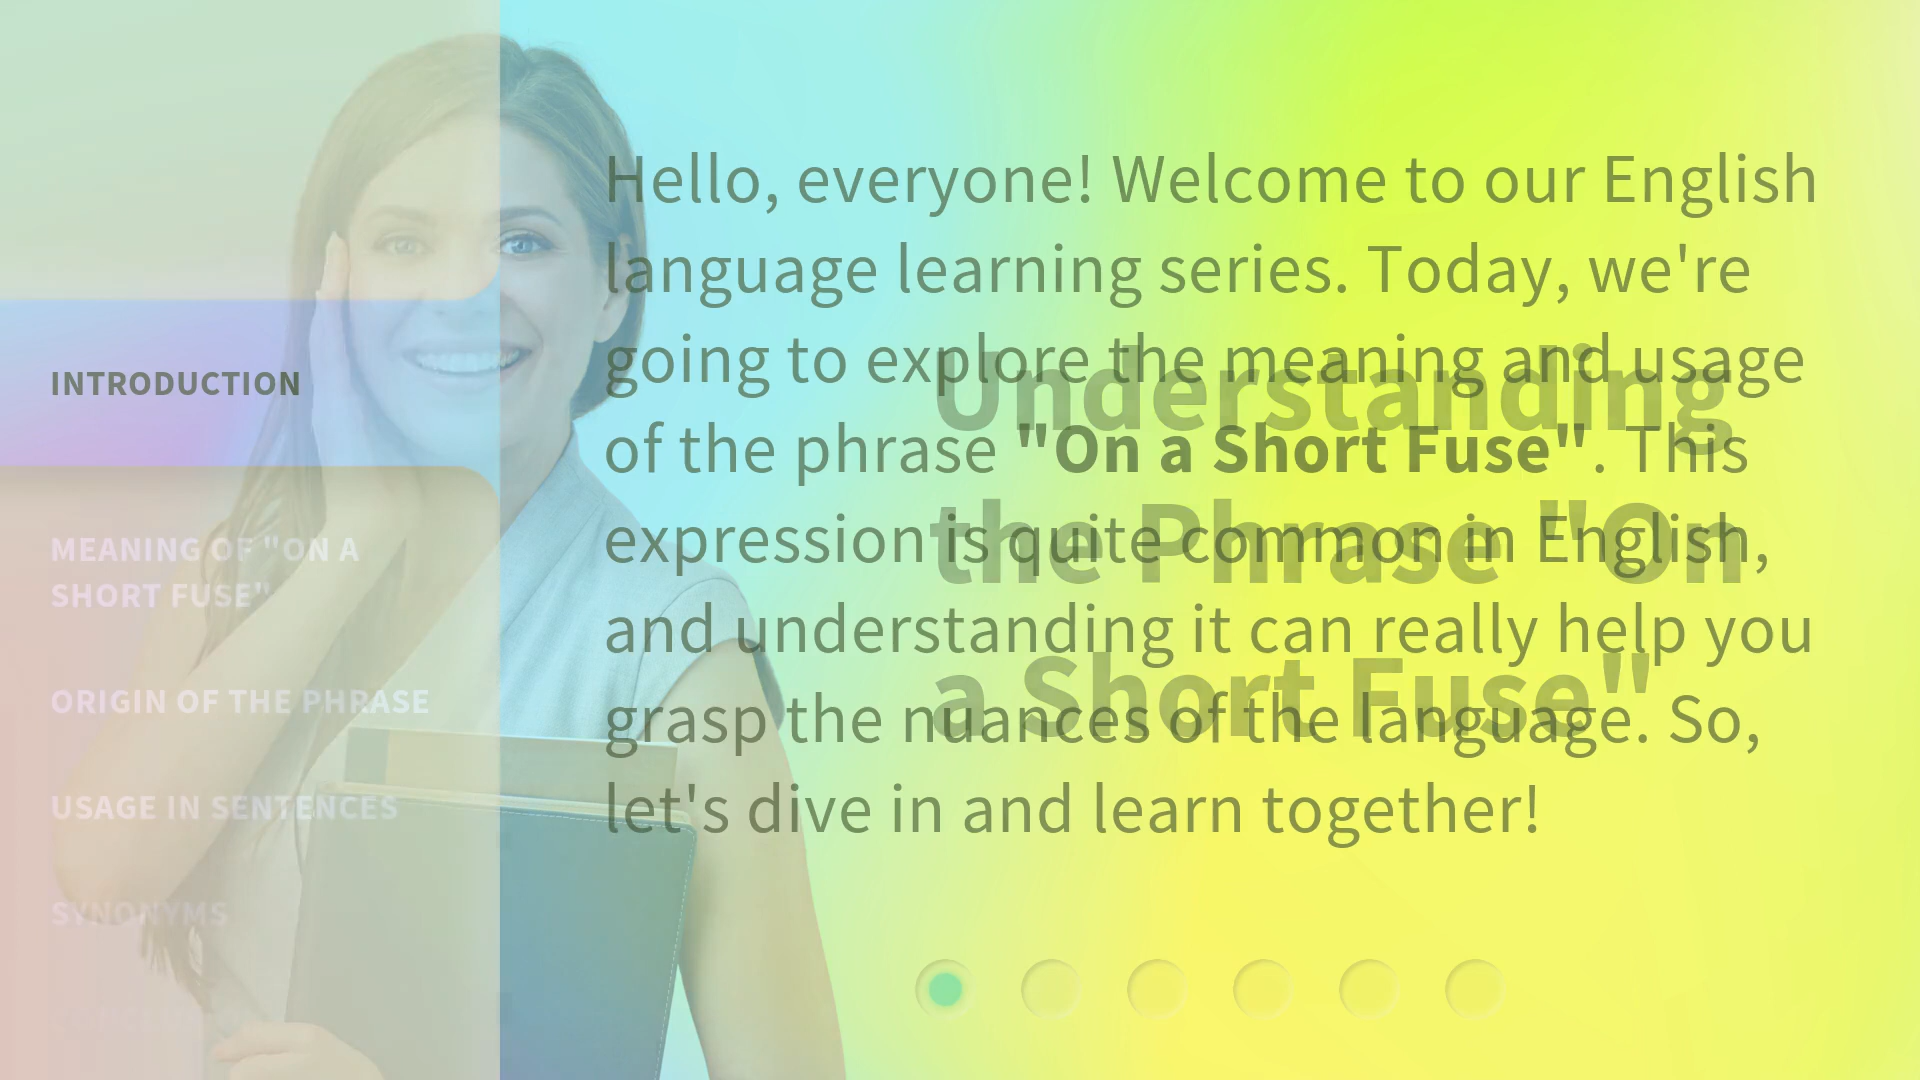 INTRODUCTION
MEANING OF "ON A
SHORT FUSE"
ORIGIN OF THE PHRASE
USAGE IN SENTENCES
SYNONYMS
Hello, everyone! Welcome to our English
language learning series. Today, we're
going to explore the meaning and usage
of the phrase "On a Short Fuse". This
expression is quite common in English,
and understanding it can really help you
grasp the nuances of the language. So,
let's dive in and learn together!
Understanding
the Phrase "On
a Short Fuse"